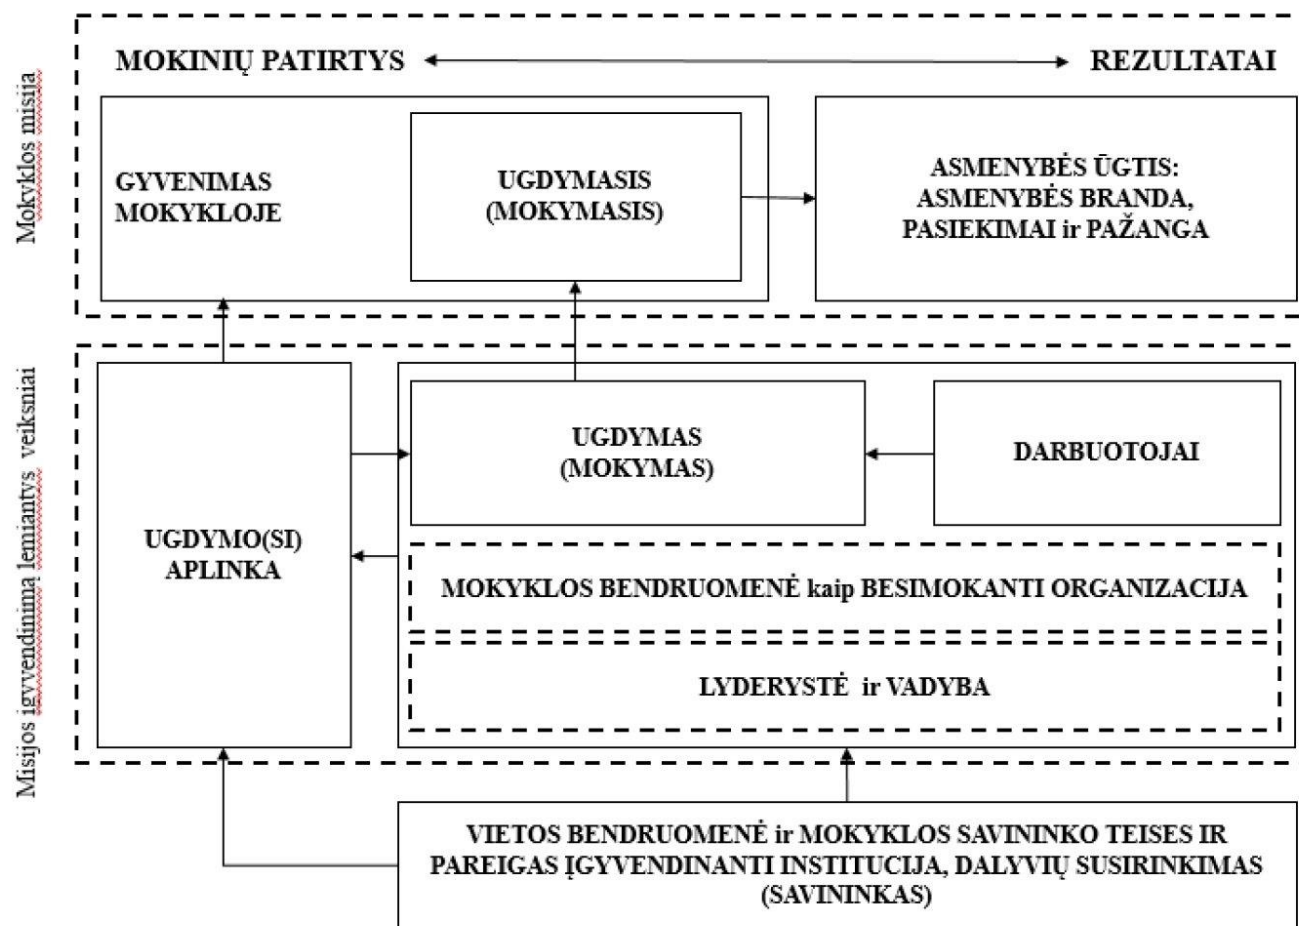 Mokyklos misija
MOKINIŲ PATIRTYS
REZULTATAI
GYVENIMAS
MOKYKLOJE
UGDYMASIS
(MOKYMASIS)
ASMENYBĖS ŪGTIS:
ASMENYBĖS BRANDA,
PASIEKIMAI ir PAŽANGA
Misijos įgyvendinimą lemiantys veiksniai
UGDYMO(SI)
APLINKA
UGDYMAS
(MOKYMAS)
DARBUOTOJAI
MOKYKLOS BENDRUOMENĖ kaip BESIMOKANTI ORGANIZACIJA
LYDERYSTĖ ir VADYBA
VIETOS BENDRUOMENĖ ir MOKYKLOS SAVININKO TEISES IR
PAREIGAS ĮGYVENDINANTI INSTITUCIJA, DALYVIŲ SUSIRINKIMAS
(SAVININKAS)